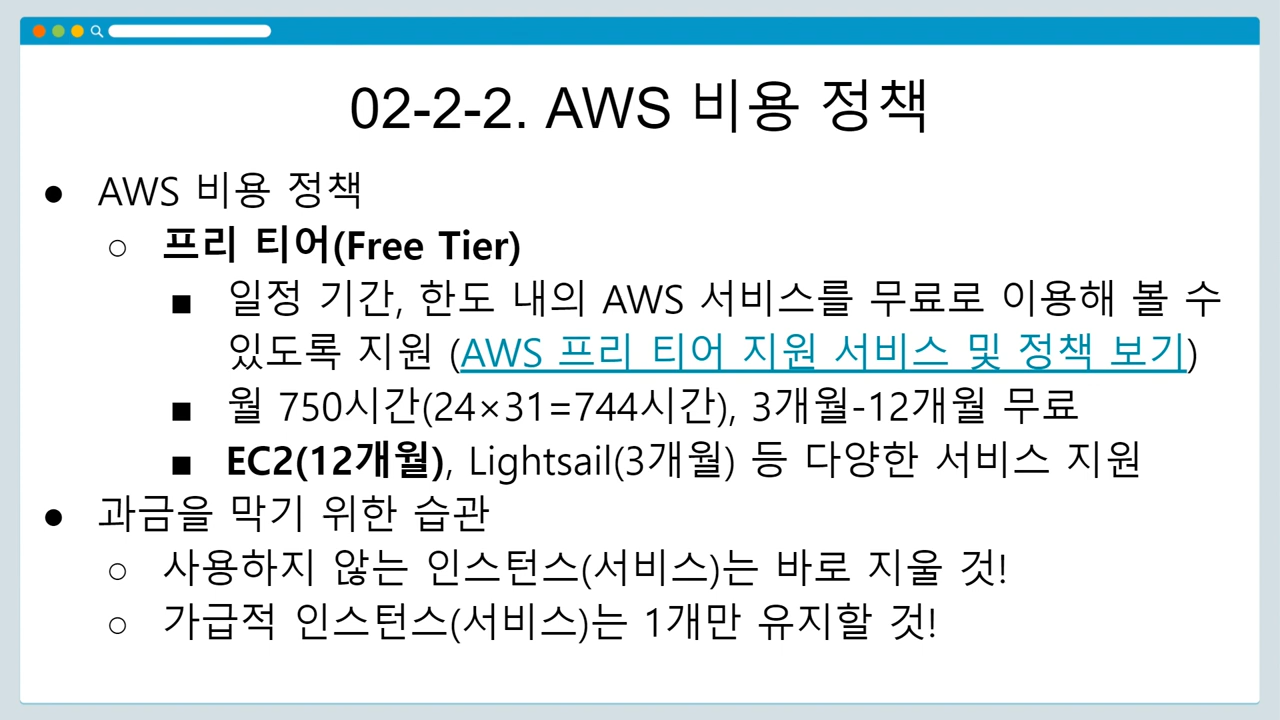 02-2-2. AWS 비용 정책
● AWS 비용 정책
○ 프리 티어(Free Tier)
■ 일정 기간, 한도 내의 AWS 서비스를 무료로 이용해 볼 수
있도록 지원 (AWS 프리 티어 지원 서비스 및 정책 보기)
■ 월 750시간(24×31=744시간), 3개월-12개월 무료
■ EC2(12개월), Lightsail(3개월) 등 다양한 서비스 지원
● 과금을 막기 위한 습관
○ 사용하지 않는 인스턴스(서비스)는 바로 지울 것!
○ 가급적 인스턴스(서비스)는 1개만 유지할 것!